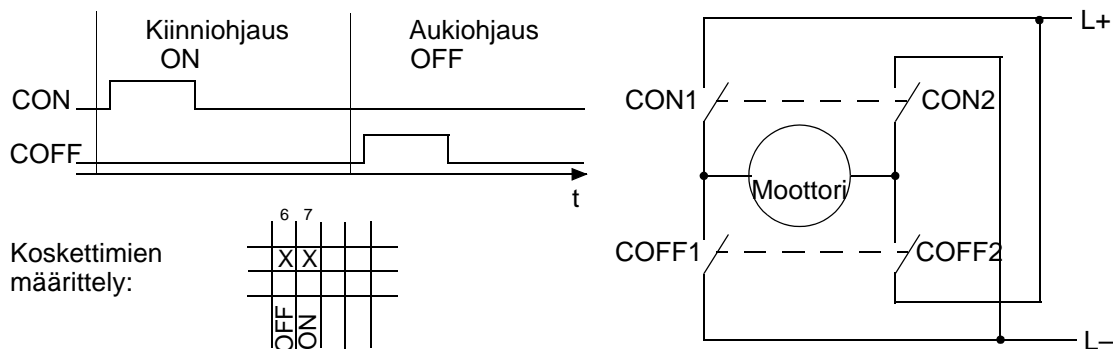 Kiinniohjaus
ON
Aukiohjaus
OFF
CON
COFF
t
6 7
Koskettimien
määrittely:
X X
OFF
ON
L+
CON1
CON2
Moottori
COFF1
COFF2
L–